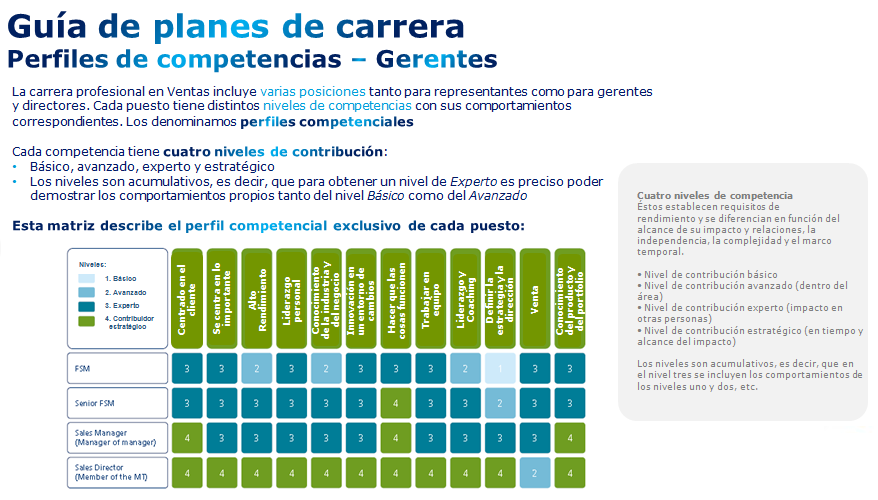 Guía de planes de carrera
Perfiles de competencias – Gerentes
La carrera profesional en Ventas incluye varias posiciones tanto para representantes como para gerentes
y directores. Cada puesto tiene distintos niveles de competencias con sus comportamientos
correspondientes. Los denominamos perfiles competenciales
Cada competencia tiene cuatro niveles de contribución:
• Básico, avanzado, experto y estratégico
• Los niveles son acumulativos, es decir, que para obtener un nivel de Experto es preciso poder
demostrar los comportamientos propios tanto del nivel Básico como del Avanzado
Esta matriz describe el perfil competencial exclusivo de cada puesto:
Niveles:
1. Básico
2. Avanzado
3. Experto
4. Contribuidor
estratégico
Centrado en el
cliente
Se centra en lo
importante
Alto
Rendimiento
Liderazgo
personal
Conocimiento
de la industria y
del negocio
Innovación en
un entorno de
cambios
Hacer que las
cosas funcionen
Trabajar en
equipo
Liderazgo y
Coaching
Definir la
estrategia y la
dirección
Venta
Conocimiento
del producto y
del portfolio
FSM 3 3 2 3 2 3 3 3 2 1 3 3
Senior FSM 3 3 3 3 3 3 4 3 3 2 3 3
Sales Manager
(Manager of manager) 4 3 3 3 3 3 4 3 3 3 3 4
Sales Director
(Member of the MT) 4 4 4 4 4 4 4 4 4 4 2 4
Cuatro niveles de competencia
Éstos establecen requisitos de
rendimiento y se diferencian en función del
alcance de su impacto y relaciones, la
independencia, la complejidad y el marco
temporal.
• Nivel de contribución básico
• Nivel de contribución avanzado (dentro del
área)
• Nivel de contribución experto (impacto en
otras personas)
• Nivel de contribución estratégico (en tiempo y
alcance del impacto)
Los niveles son acumulativos, es decir, que en
el nivel tres se incluyen los comportamientos de
los niveles uno y dos, etc.